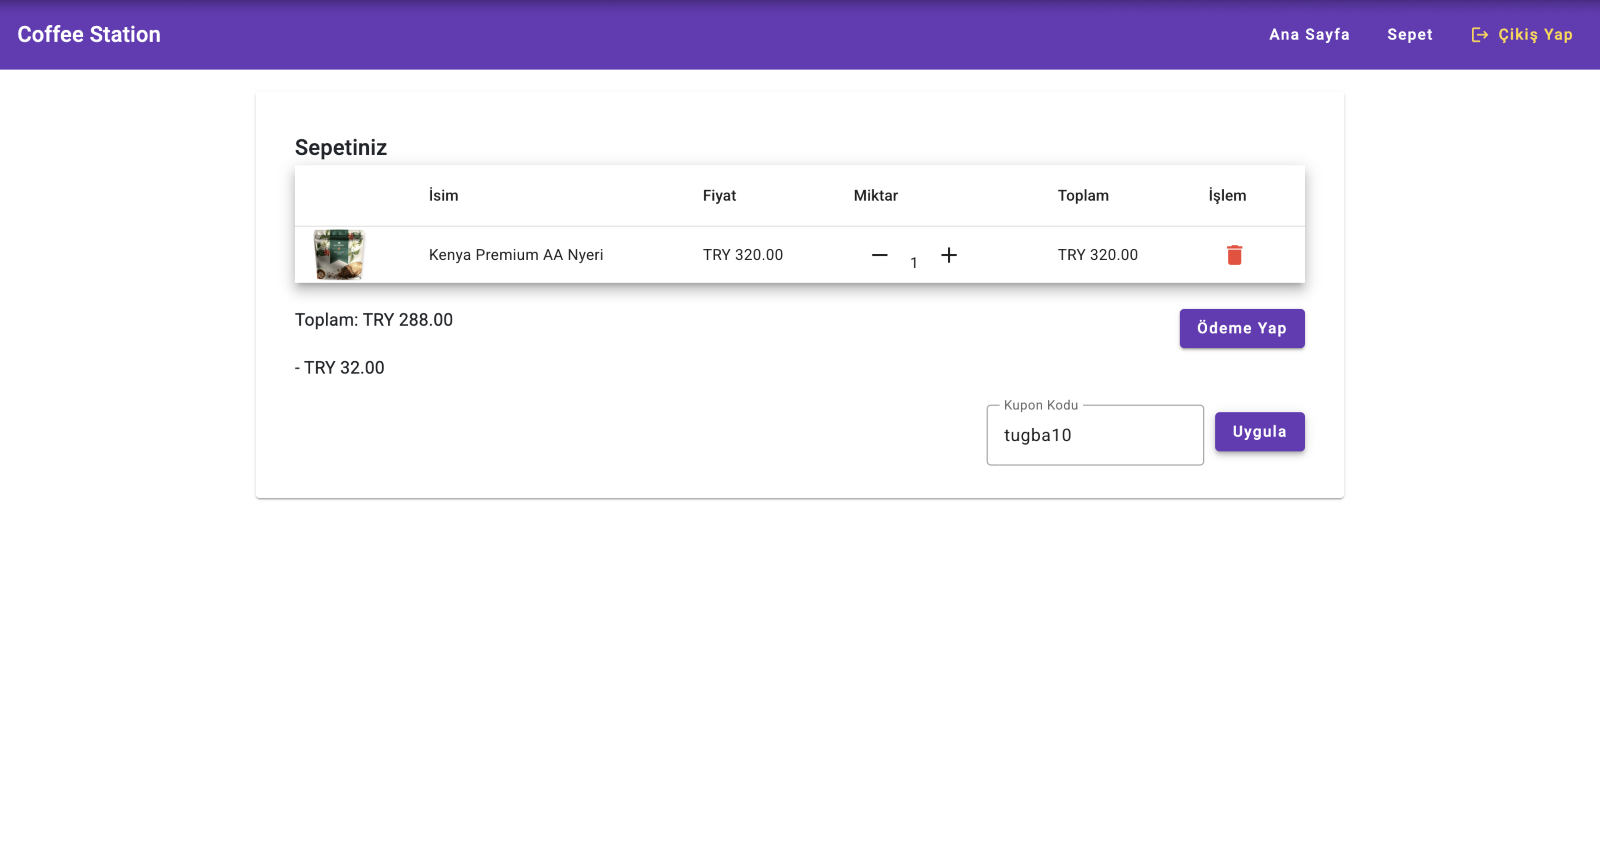 Coffee Station
Ana Sayfa
Sepet
Çikiş Yap
Sepetiniz
İsim Fiyat Miktar Toplam İşlem
Kenya Premium AA Nyeri TRY 320.00 1 TRY 320.00
Toplam: TRY 288.00
Ödeme Yap
- TRY 32.00
Kupon Kodu
tugba10
Uygula